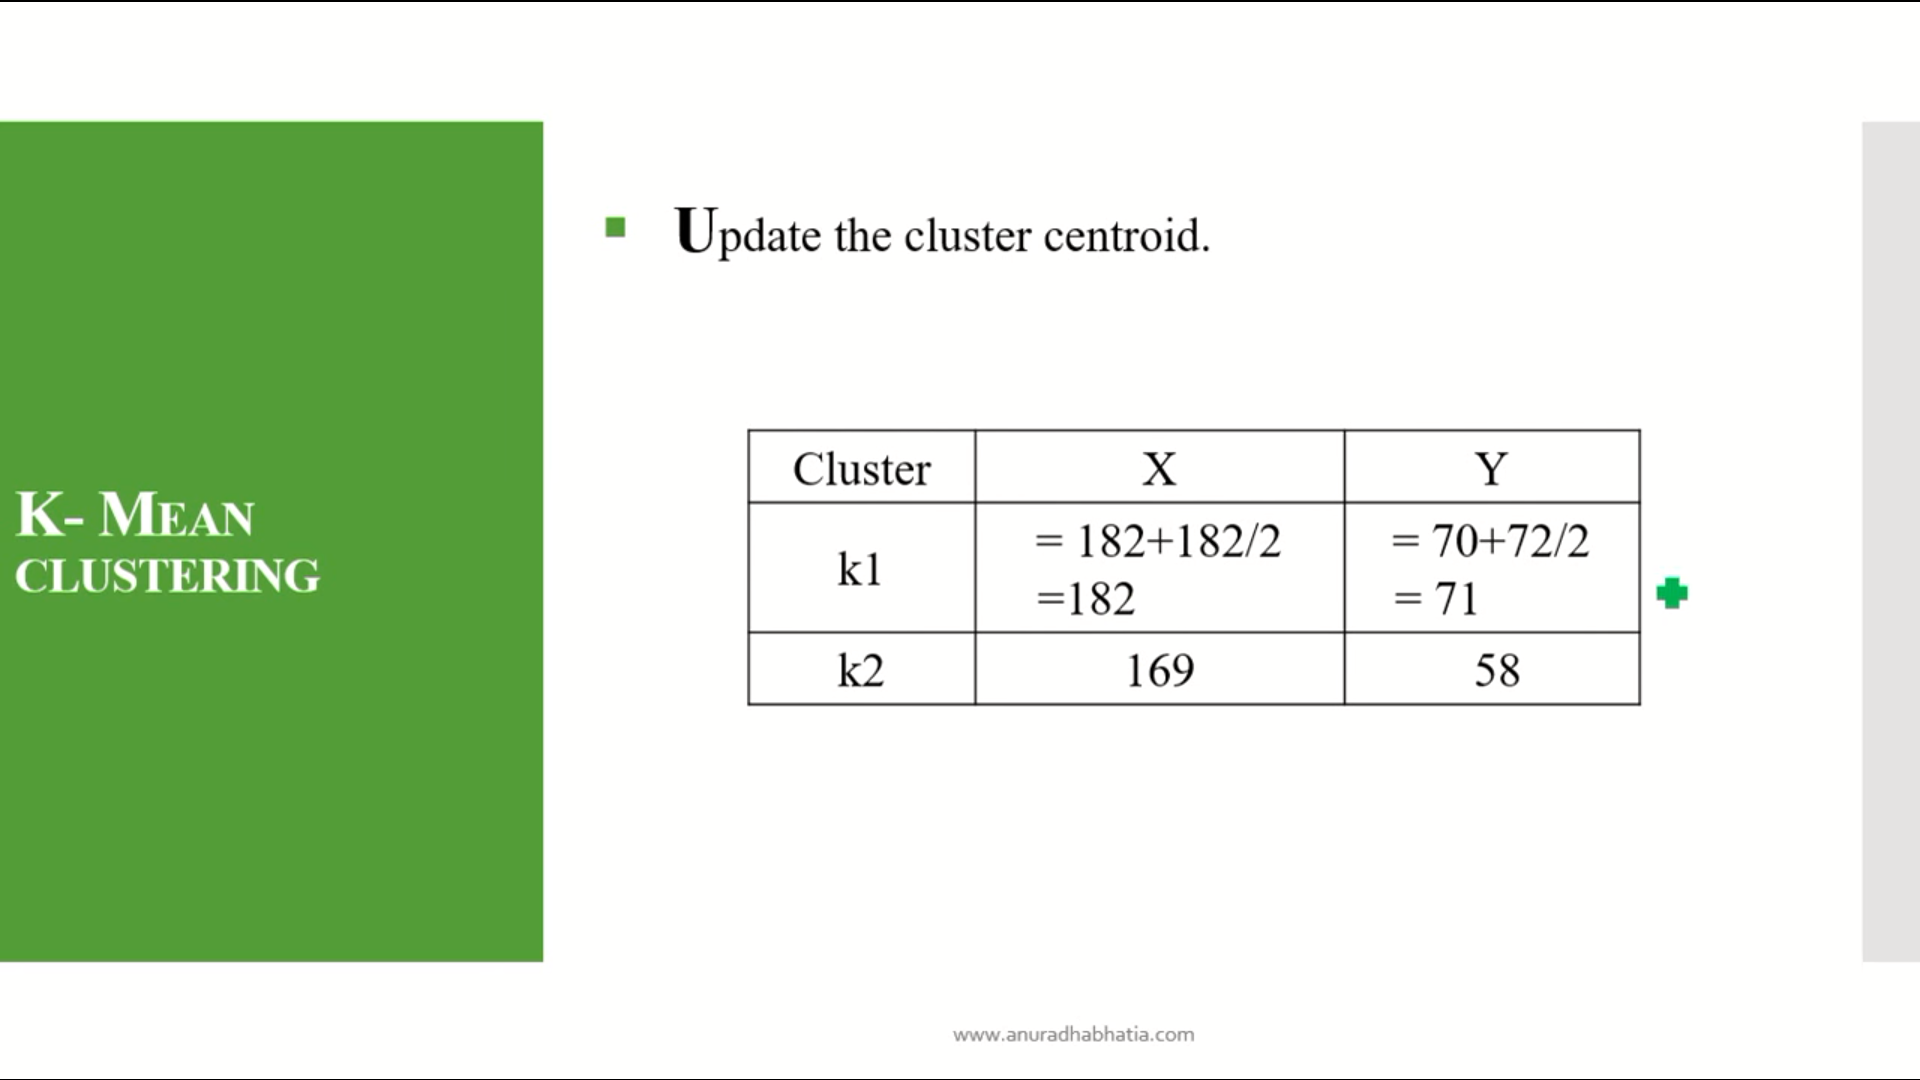 K- MEAN
CLUSTERING
Update the cluster centroid.
Cluster X Y
k1
= 182+182/2
=182
= 70+72/2
= 71
k2 169 58
www.anuradhabhatia.com